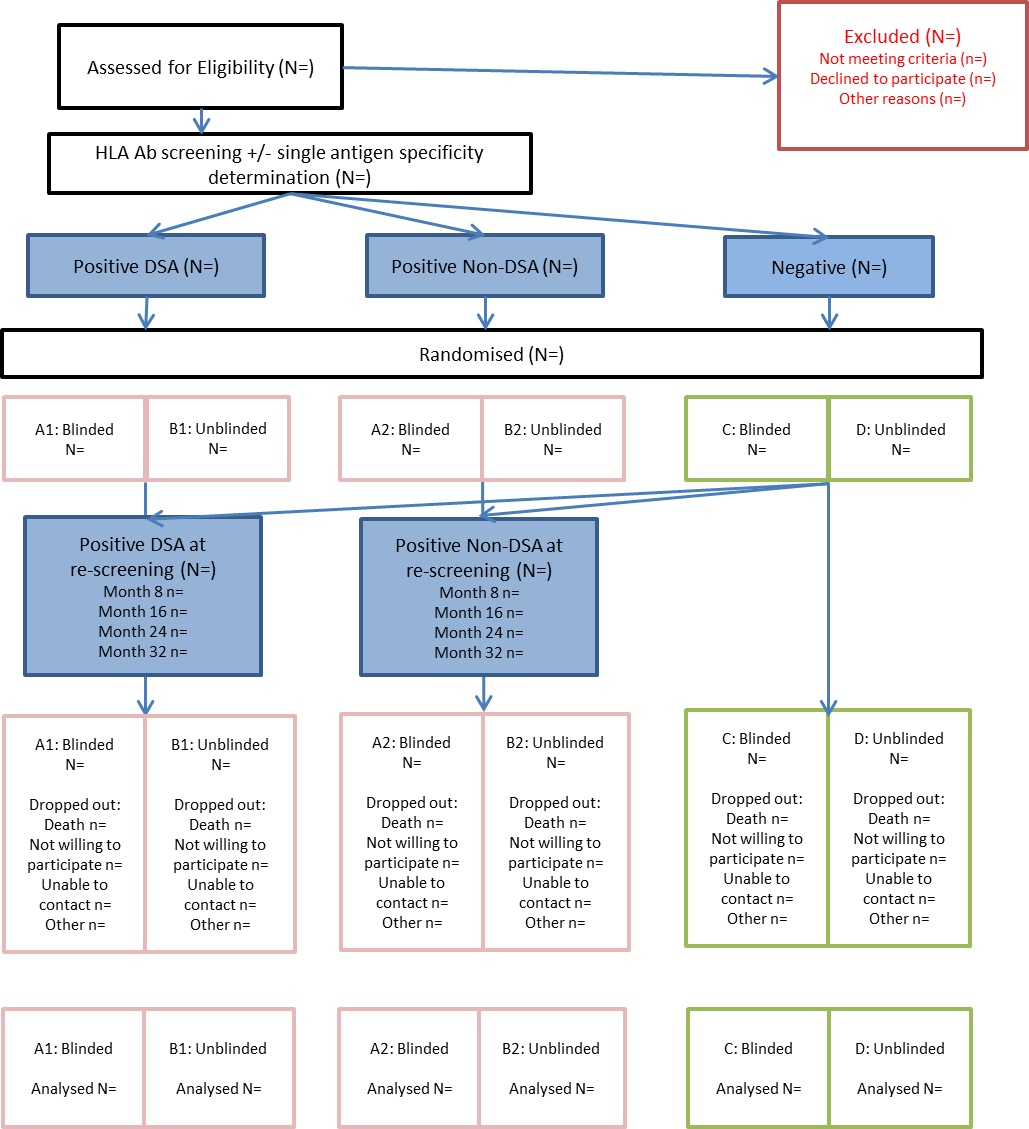 Assessed for Eligibility (N=)
Excluded (N=)
Not meeting criteria (n=)
Declined to participate (n=)
Other reasons (n=)
HLA Ab screening +/- single antigen specificity
determination (N=)
Positive DSA (N=)
Positive Non-DSA (N=)
Negative (N=)
Randomised (N=)
A1: Blinded
N=
B1: Unblinded
N=
A2: Blinded
N=
B2: Unblinded
N=
C: Blinded
N=
D: Unblinded
N=
Positive DSA at
re-screening (N=)
Month 8 n=
Month 16 n=
Month 24 n=
Month 32 n=
Positive Non-DSA at
re-screening (N=)
Month 8 n=
Month 16 n=
Month 24 n=
Month 32 n=
A1: Blinded
N=
Dropped out:
Death n=
Not willing to
participate n=
Unable to
contact n=
Other n=
B1: Unblinded
N=
Dropped out:
Death n=
Not willing to
participate n=
Unable to
contact n=
Other n=
A2: Blinded
N=
Dropped out:
Death n=
Not willing to
participate n=
Unable to
contact n=
Other n=
B2: Unblinded
N=
Dropped out:
Death n=
Not willing to
participate n=
Unable to
contact n=
Other n=
C: Blinded
N=
Dropped out:
Death n=
Not willing to
participate n=
Unable to
contact n=
Other n=
D: Unblinded
N=
Dropped out:
Death n=
Not willing to
participate n=
Unable to
contact n=
Other n=
A1: Blinded
Analysed N=
B1: Unblinded
Analysed N=
A2: Blinded
Analysed N=
B2: Unblinded
Analysed N=
C: Blinded
Analysed N=
D: Unblinded
Analysed N=